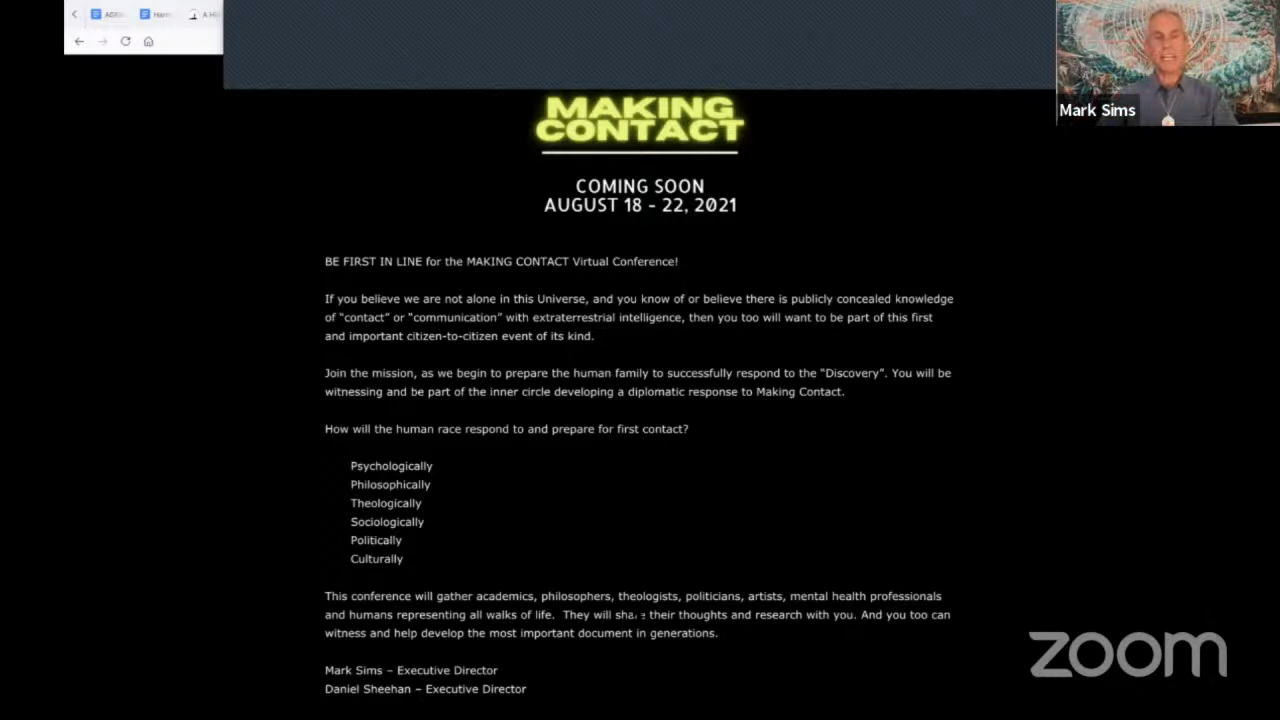 Mark Sims
MAKING
CONTACT
COMING SOON
AUGUST 18 - 22, 2021
BE FIRST IN LINE for the MAKING CONTACT Virtual Conference!
If you believe we are not alone in this Universe, and you know of or believe there is publicly concealed knowledge
of “contact” or “communication” with extraterrestrial intelligence, then you too will want to be part of this first
and important citizen-to-citizen event of its kind.
Join the mission, as we begin to prepare the human family to successfully respond to the “Discovery”. You will be
witnessing and be part of the inner circle developing a diplomatic response to Making Contact.
How will the human race respond to and prepare for first contact?
Psychologically
Philosophically
Theologically
Sociologically
Politically
Culturally
This conference will gather academics, philosophers, theologists, politicians, artists, mental health professionals
and humans representing all walks of life. They will share their thoughts and research with you. And you too can
witness and help develop the most important document in generations.
Mark Sims – Executive Director
Daniel Sheehan – Executive Director
zoom